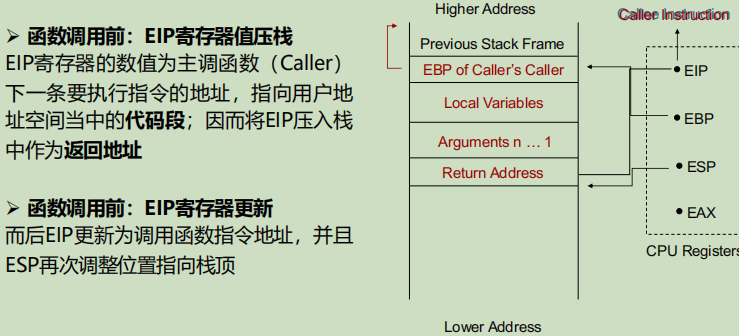 ➢ 函数调用前：EIP寄存器值压栈
EIP寄存器的数值为主调函数（Caller）
下一条要执行指令的地址，指向用户地
址空间当中的代码段；因而将EIP压入栈
中作为返回地址
➢ 函数调用前：EIP寄存器更新
而后EIP更新为调用函数指令地址，并且
ESP再次调整位置指向栈顶
Higher Address
Previous Stack Frame
EBP of Caller's Caller
Local Variables
Arguments n … 1
Return Address
Lower Address
Caller Instruction
• EIP
• EBP
• ESP
• EAX
CPU Registers